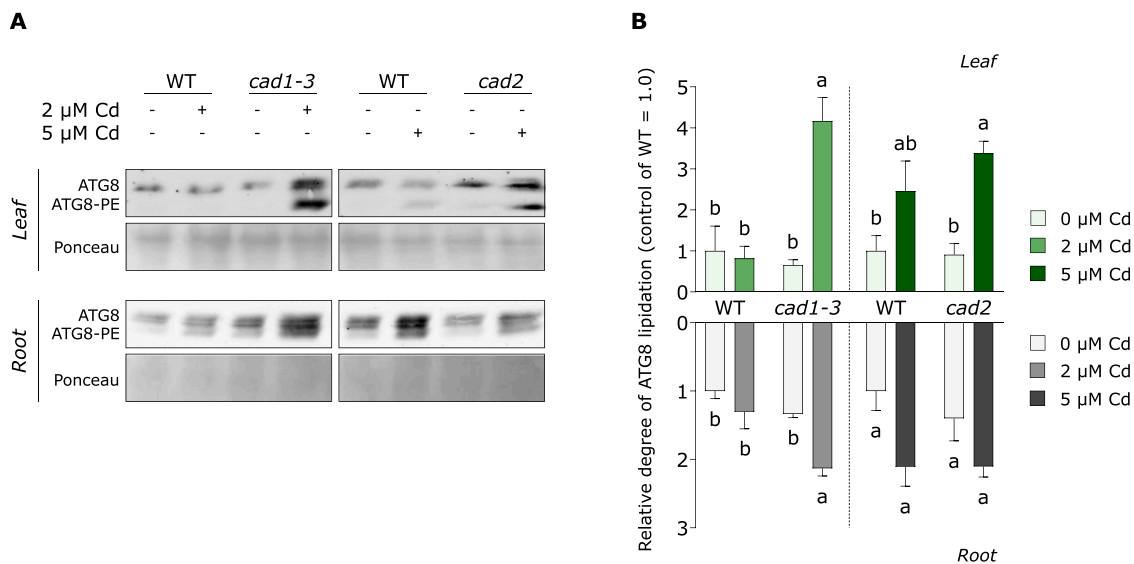 A
WT cad1-3 WT cad2
2 µM Cd - + - + - - - -
5 µM Cd - - - - - + - +
Leaf
ATG8
ATG8-PE
Ponceau
Root
ATG8
ATG8-PE
Ponceau
B
Relative degree of ATG8 lipidation (control of WT = 1.0)
Leaf
5
4
3
2
1
0
b b b a b ab b a
WT cad1-3 WT cad2
0 µM Cd
2 µM Cd
5 µM Cd
0
1
2
3
b b b a a a a a
0 µM Cd
2 µM Cd
5 µM Cd
Root